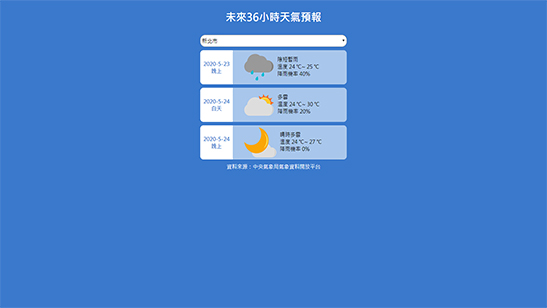 未來36小時天氣預報
新北市
2020-5-23
晚上
陰短暫雨
溫度 24 ℃~ 25 ℃
降雨機率 40%
2020-5-24
白天
多雲
溫度 24 ℃~ 30 ℃
降雨機率 20%
2020-5-24
晚上
晴時多雲
溫度 24 ℃~ 27 ℃
降雨機率 0%
資料來源：中央氣象局氣象資料開放平台